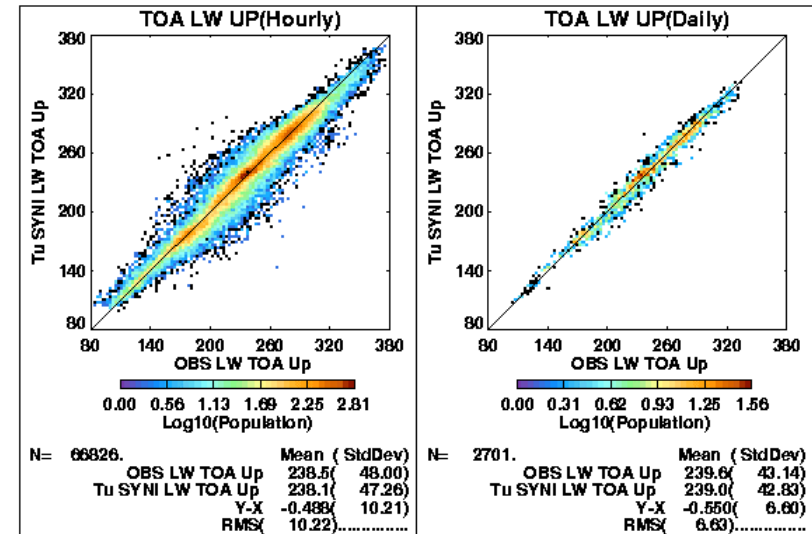 TOA LW UP(Hourly)
380
320
260
200
140
80
Tu SYNI LW TOA Up
80 140 200 260 320 380
OBS LW TOA Up
0.00 0.56 1.13 1.69 2.25 2.81
Log10(Population)
N= 66826. Mean ( StdDev)
OBS LW TOA Up 238.5( 48.00)
Tu SYNI LW TOA Up 238.1( 47.26)
Y-X -0.488( 10.21)
RMS( 10.22)...............
TOA LW UP(Daily)
380
320
260
200
140
80
Tu SYNI LW TOA Up
80 140 200 260 320 380
OBS LW TOA Up
0.00 0.31 0.62 0.93 1.25 1.56
Log10(Population)
N= 2701. Mean ( StdDev)
OBS LW TOA Up 239.6( 43.14)
Tu SYNI LW TOA Up 239.0( 42.83)
Y-X -0.550( 6.60)
RMS( 6.63)...............